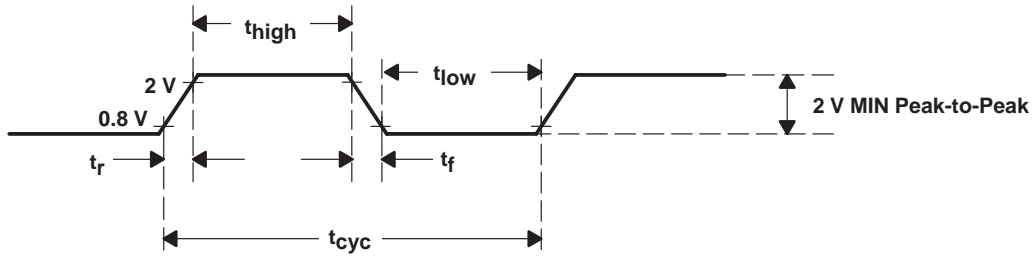 thigh
2 V
tlow
0.8 V
2 V MIN Peak-to-Peak
tr
tf
tcyc